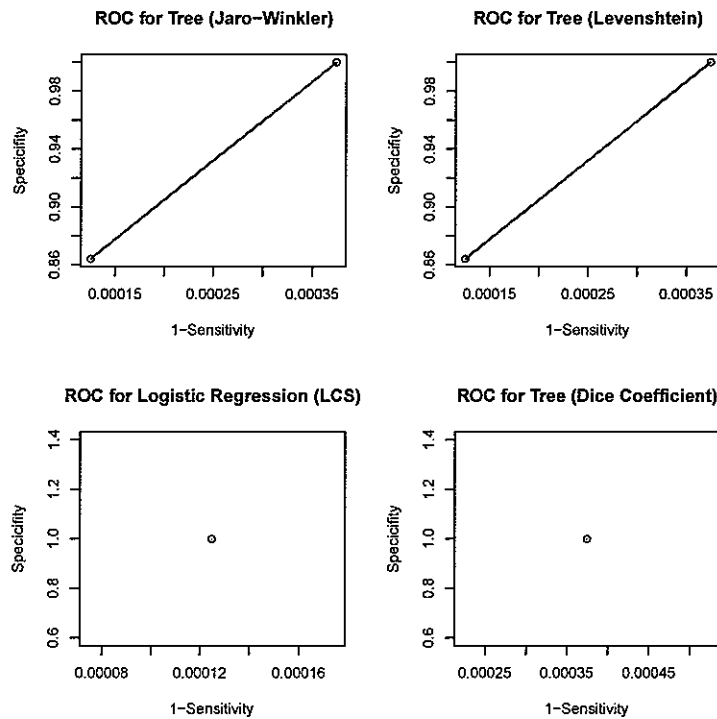 ROC for Tree (Jaro−Winkler)
Specicifity
0.86 0.90 0.94 0.98
0.00015 0.00025 0.00035
1−Sensitivity
ROC for Tree (Levenshtein)
Specicifity
0.86 0.90 0.94 0.98
0.00015 0.00025 0.00035
1−Sensitivity
ROC for Logistic Regression (LCS)
Specicifity
0.6 0.8 1.0 1.2 1.4
0.00008 0.00012 0.00016
1−Sensitivity
ROC for Tree (Dice Coefficient)
Specicifity
0.6 0.8 1.0 1.2 1.4
0.00025 0.00035 0.00045
1−Sensitivity